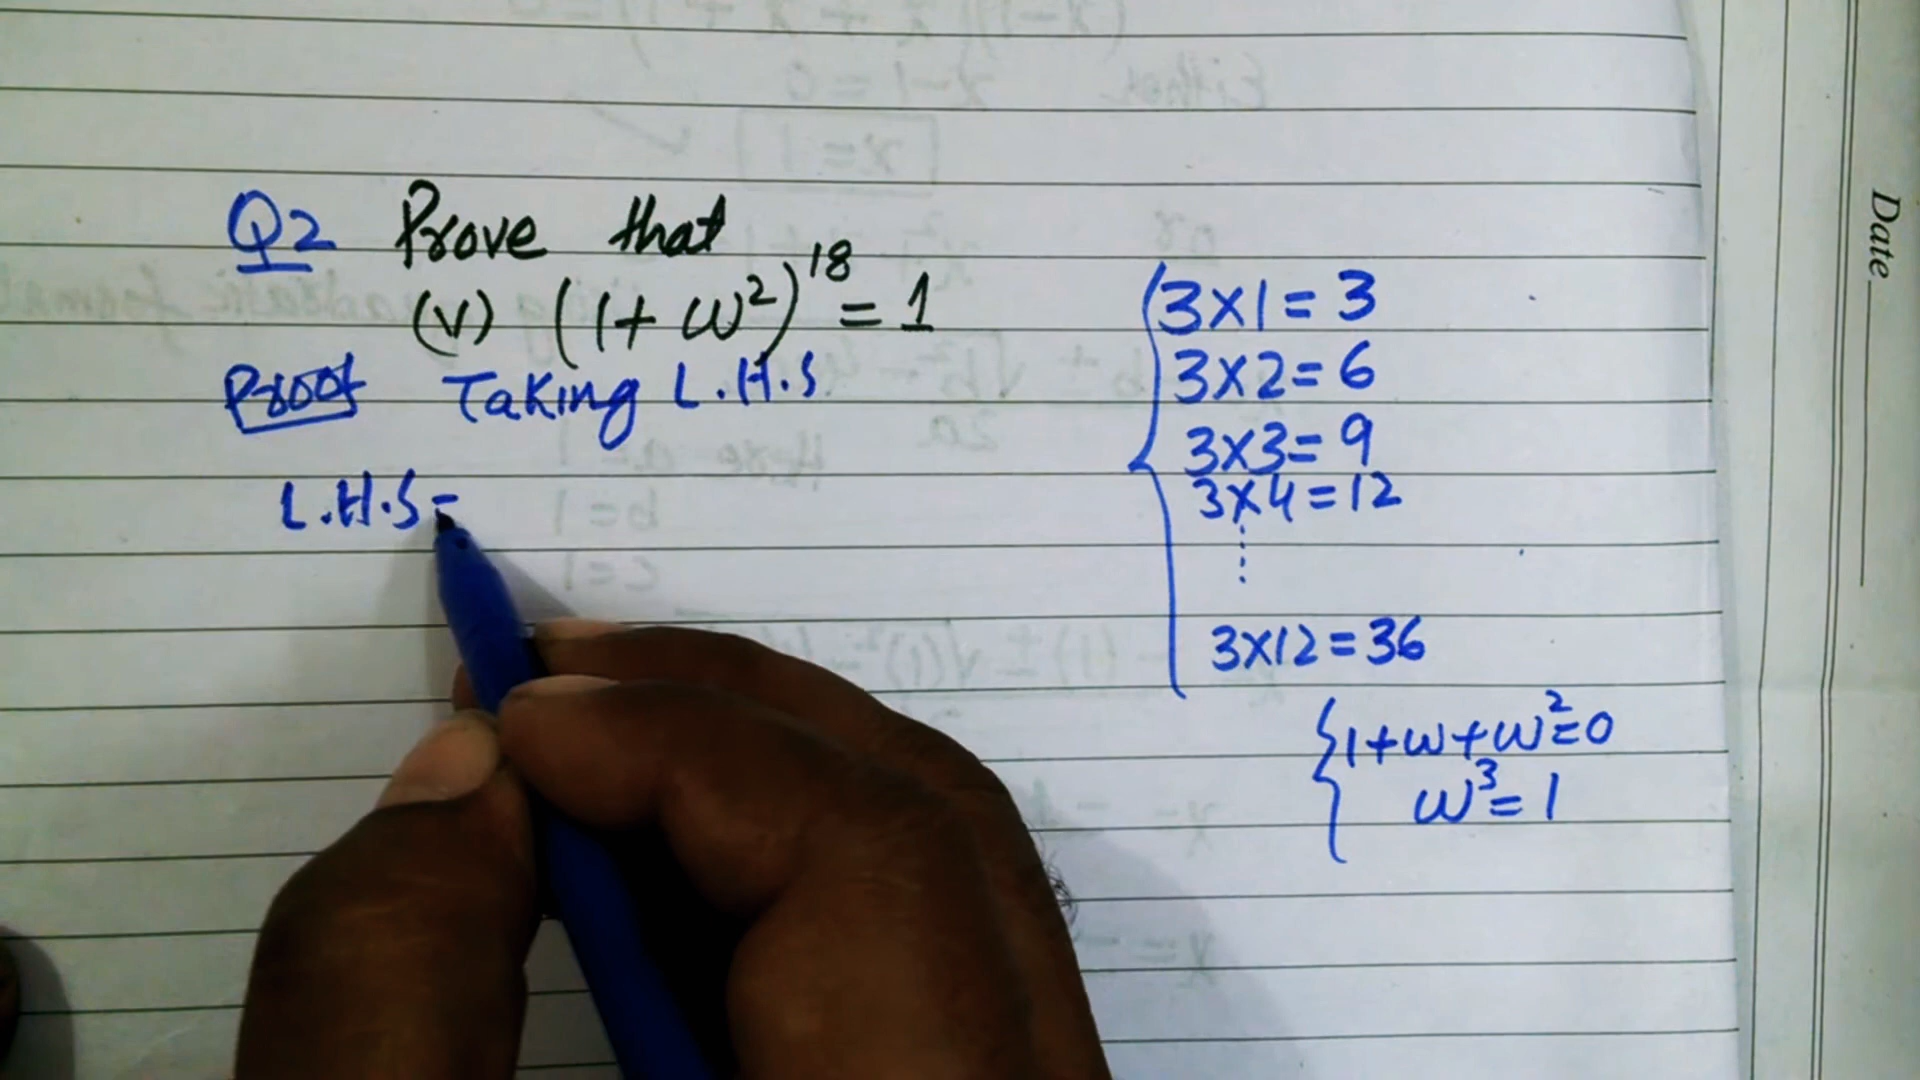 Q2 Prove that
(v) (1 + ω²)¹⁸ = 1
Proof Taking L.H.S
L.H.S =
3×1 = 3
3×2 = 6
3×3 = 9
3×4 = 12
⋮
3×12 = 36
1+ω+ω²=0
ω³ = 1
Date